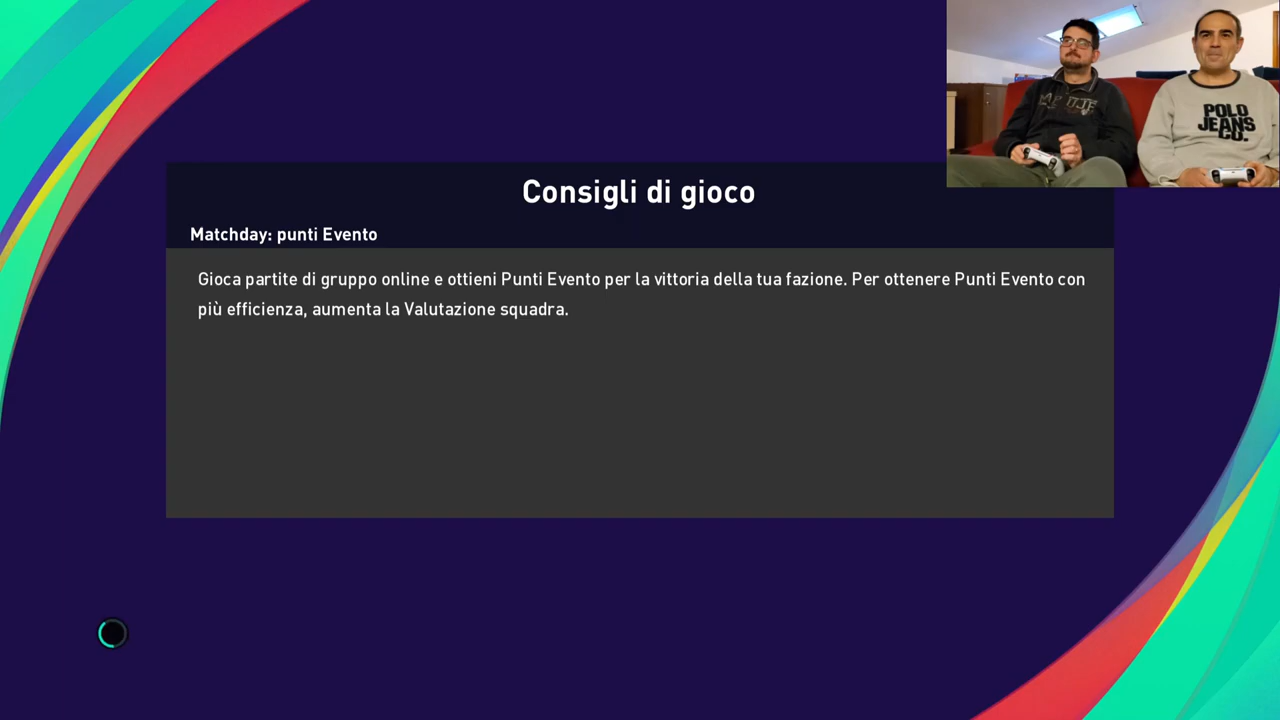 Consigli di gioco
Matchday: punti Evento
Gioca partite di gruppo online e ottieni Punti Evento per la vittoria della tua fazione. Per ottenere Punti Evento con
più efficienza, aumenta la Valutazione squadra.
POLO
JEANS
CO.